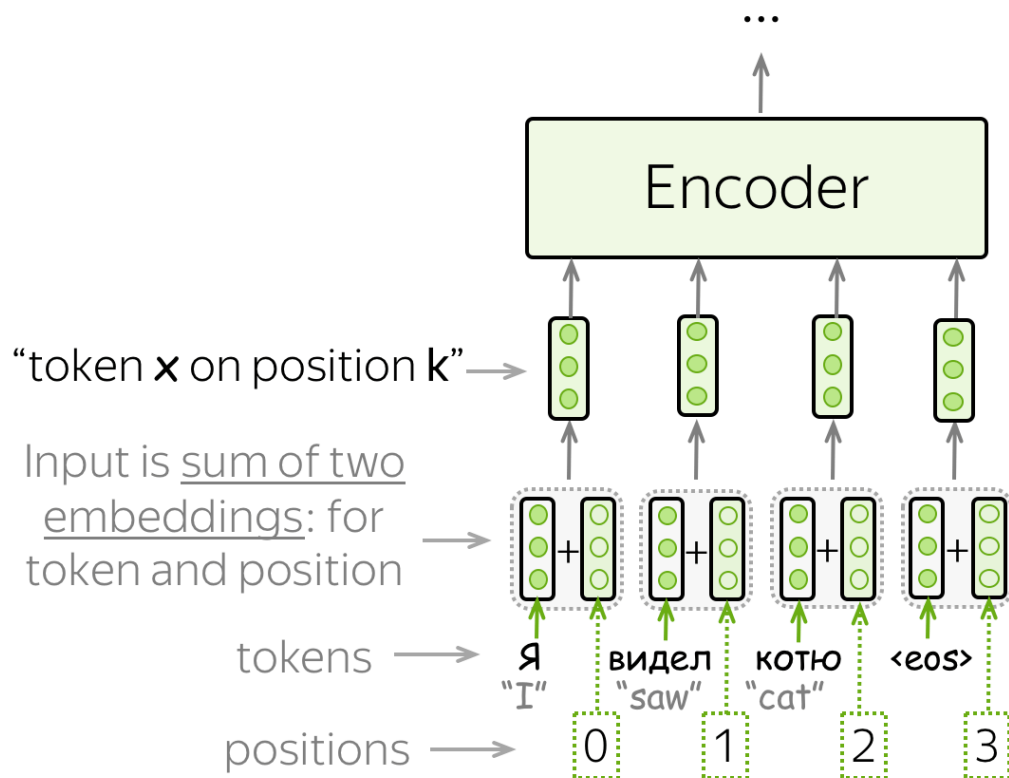 ...
Encoder
“token x on position k”
Input is sum of two
embeddings: for
token and position
+ + + +
tokens
Я видел котю <eos>
“I” “saw” “cat”
positions
0 1 2 3